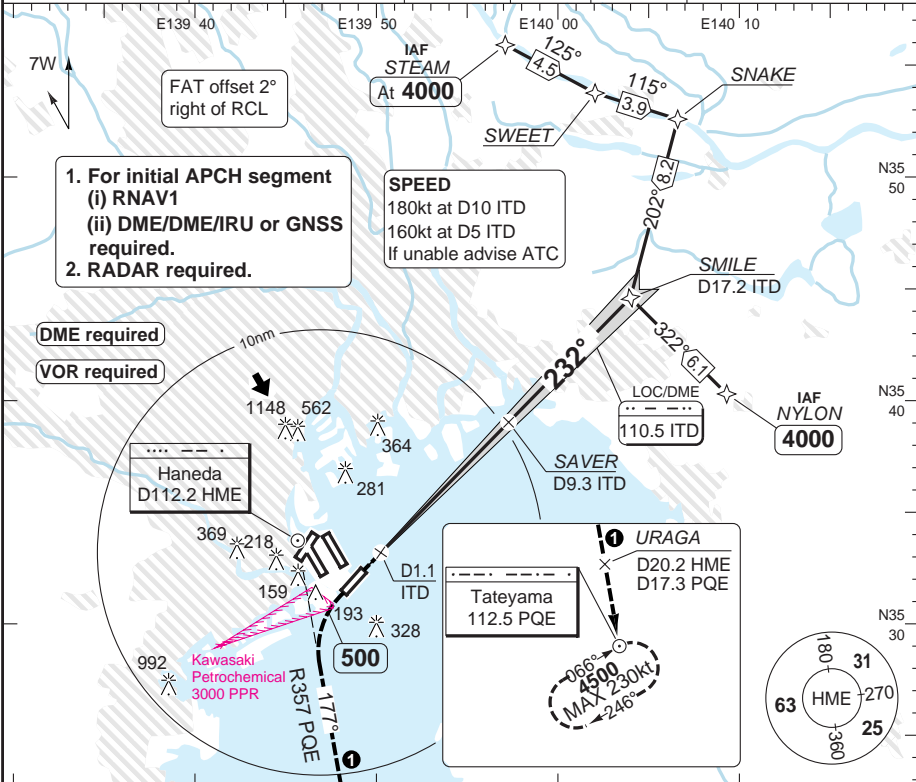 E139 40
E139 50
E140 00
E140 10
7W
FAT offset 2°
right of RCL
IAF
STEAM
At 4000
125°
4.5
115°
3.9
SNAKE
SWEET
1. For initial APCH segment
(i) RNAV1
(ii) DME/DME/IRU or GNSS
required.
2. RADAR required.
SPEED
180kt at D10 ITD
160kt at D5 ITD
If unable advise ATC
8.2
202°
N35
50
SMILE
D17.2 ITD
DME required
VOR required
10nm
232°
322°
6.1
LOC/DME
110.5 ITD
IAF
NYLON
4000
N35
40
1148
562
364
281
SAVER
D9.3 ITD
Haneda
D112.2 HME
369
218
159
193
328
992
D1.1
ITD
500
Kawasaki
Petrochemical
3000 PPR
R357 PQE
177°
1
1
URAGA
D20.2 HME
D17.3 PQE
Tateyama
112.5 PQE
066°
4500
MAX 230kt
246°
N35
30
180
31
63
HME
270
25
360